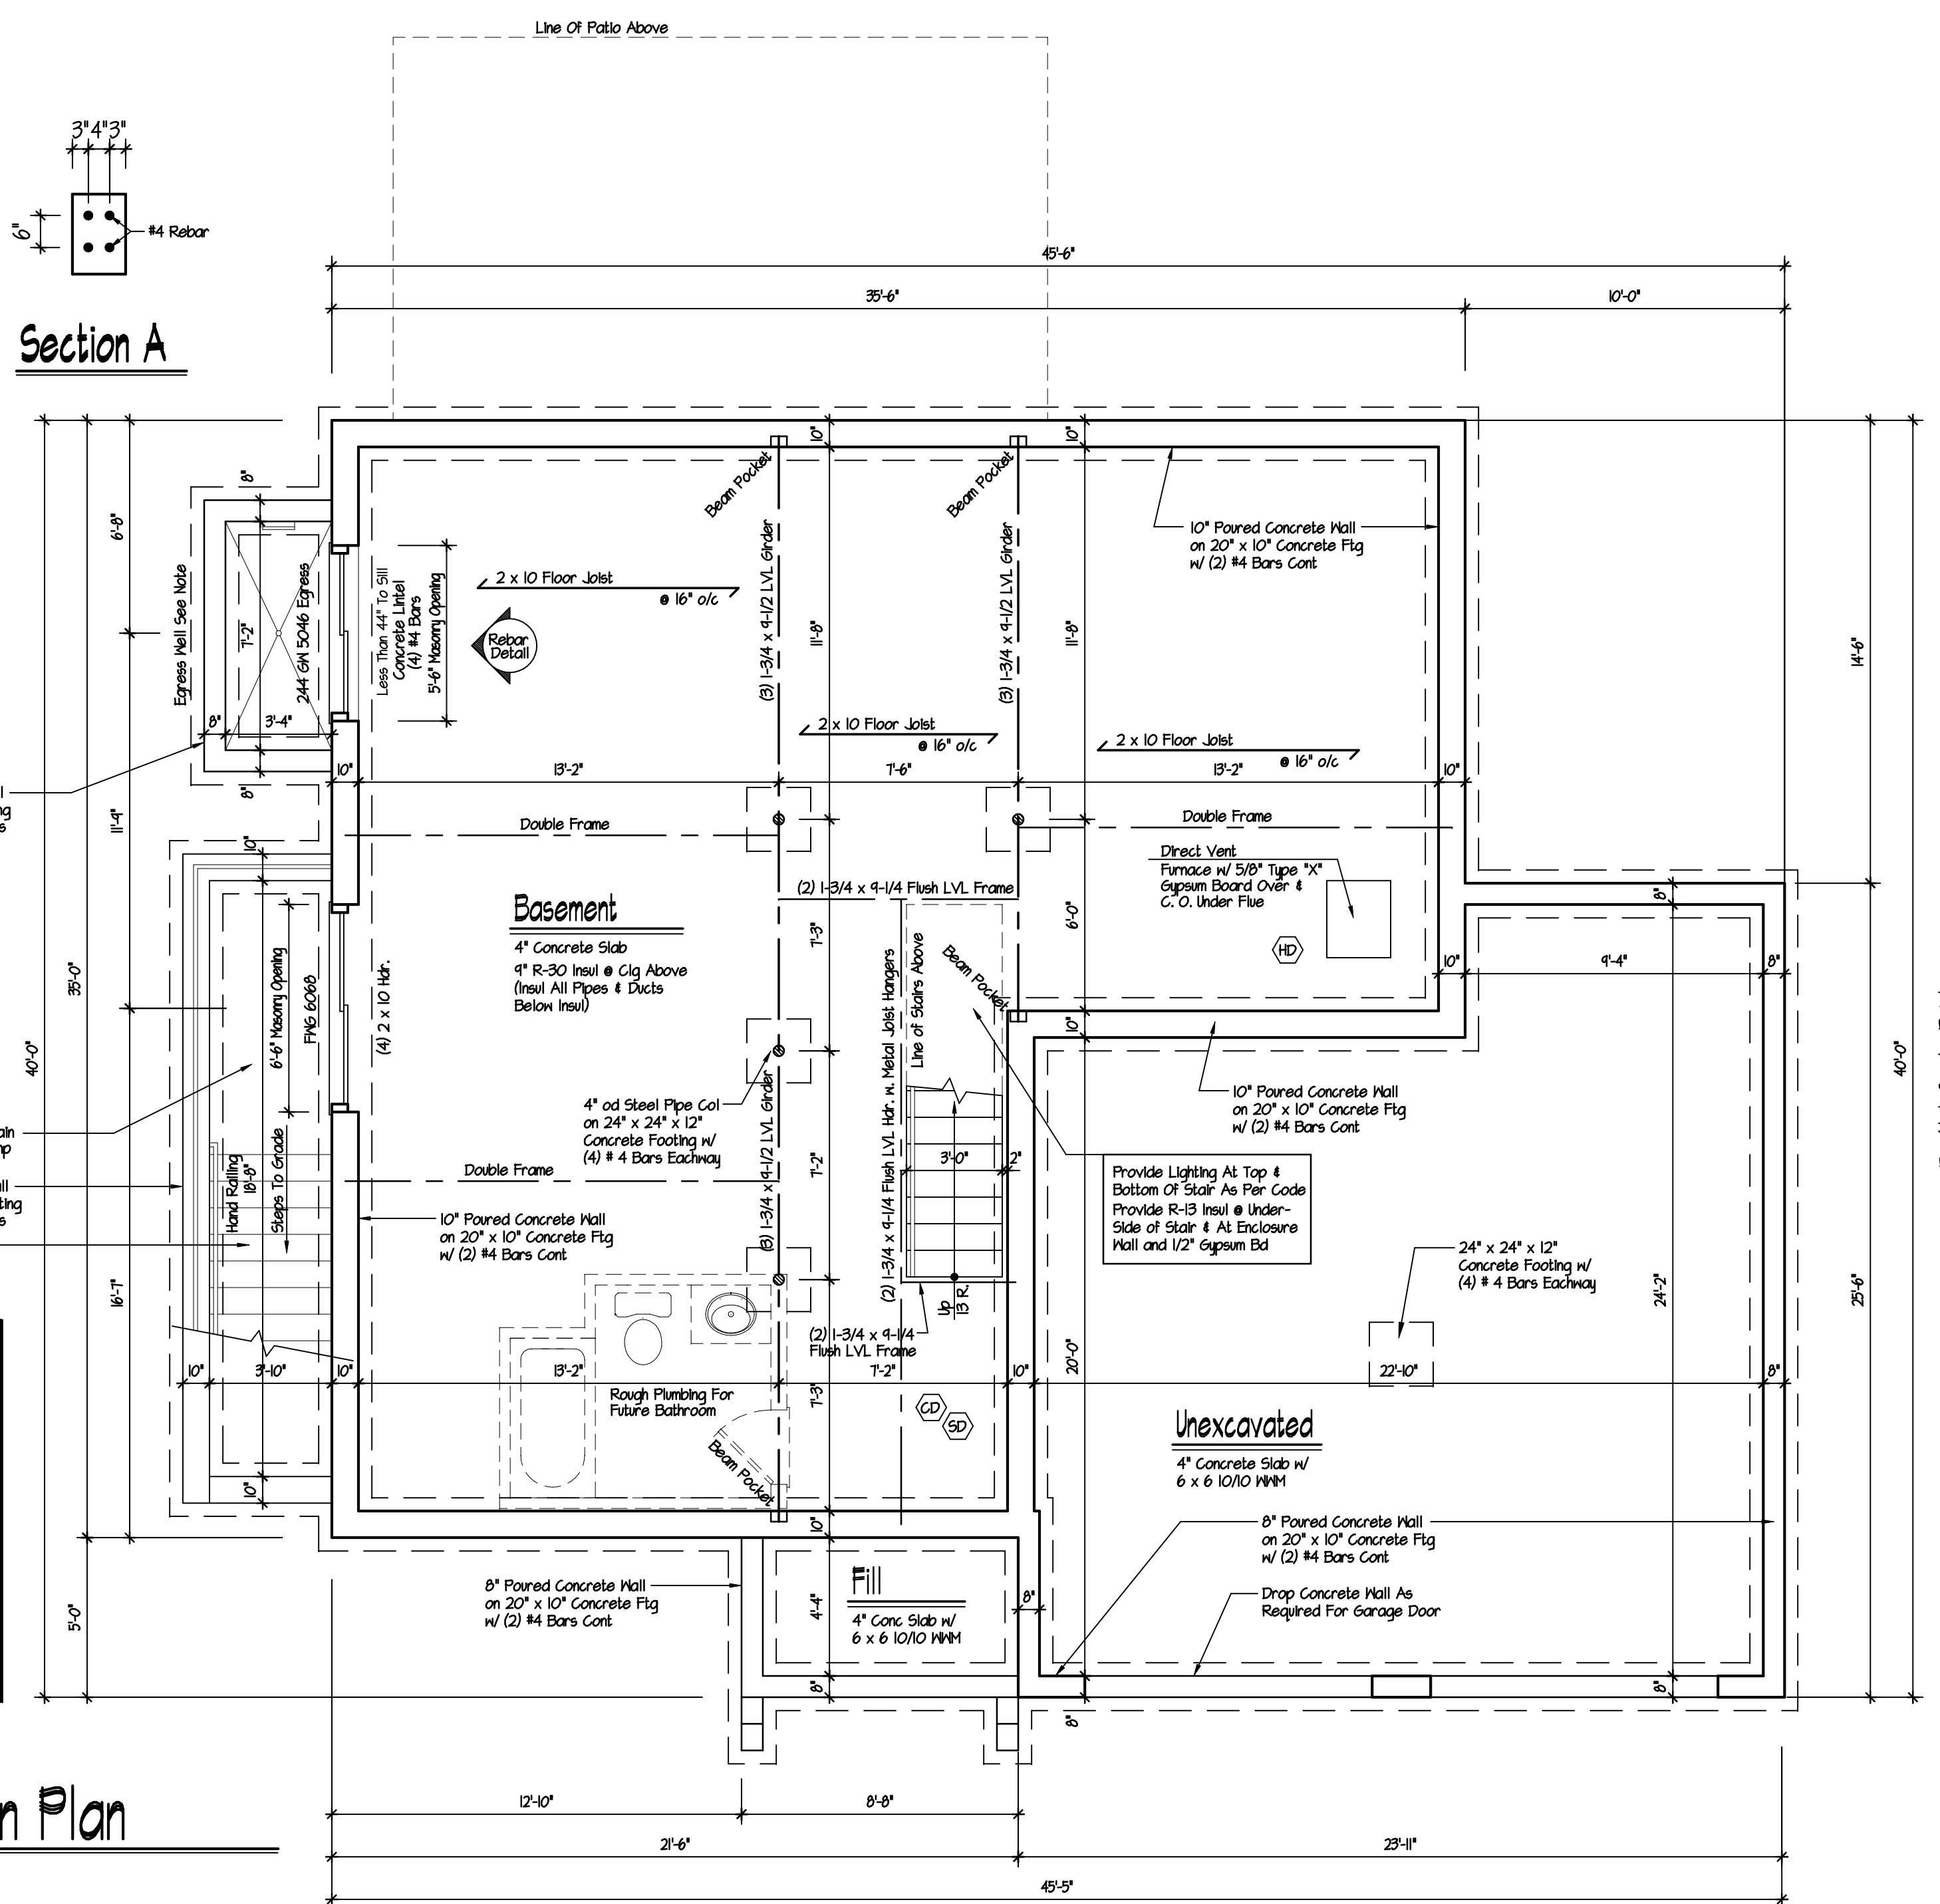 Line Of Patio Above
3" 4" 3"
6"
#4 Rebar
Section A
45'-6"
35'-6"
10'-0"
10"
10"
Beam Pocket
Beam Pocket
8"
6'-8"
Egress Well See Note
7'-2"
244 GW 5046 Egress
Less Than 44" To Sill
Concrete Lintel
(4) #4 Bars
5'-6" Masonry Opening
2 x 10 Floor Joist
@ 16" o/c
Rebar
Detail
(3) 1-3/4 x 9-1/2 LVL Girder
11'-8"
(3) 1-3/4 x 9-1/2 LVL Girder
11'-8"
10" Poured Concrete Wall
on 20" x 10" Concrete Ftg
w/ (2) #4 Bars Cont
14'-6"
8"
3'-4"
2 x 10 Floor Joist
@ 16" o/c
2 x 10 Floor Joist
@ 16" o/c
10"
13'-2"
7'-6"
13'-2"
10"
8"
11'-4"
10"
Double Frame
Double Frame
Direct Vent
Furnace w/ 5/8" Type "X"
Gypsum Board Over &
C. O. Under Flue
HD
(2) 1-3/4 x 9-1/4 Flush LVL Frame
Basement
4" Concrete Slab
9" R-30 Insul @ Clg Above
(Insul All Pipes & Ducts
Below Insul)
7'-3"
6'-0"
8"
10"
9'-4"
8"
35'-0"
40'-0"
6'-6" Masonry Opening
FWG 6068
(4) 2 x 10 Hdr.
(2) 1-3/4 x 9-1/4 Flush LVL Hdr. w. Metal Joist Hangers
Line of Stairs Above
Beam Pocket
10"
40'-0"
10" Poured Concrete Wall
on 20" x 10" Concrete Ftg
w/ (2) #4 Bars Cont
4" od Steel Pipe Col
on 24" x 24" x 12"
Concrete Footing w/
(4) # 4 Bars Eachway
(3) 1-3/4 x 9-1/2 LVL Girder
7'-2"
3'-0"
2"
Provide Lighting At Top &
Bottom Of Stair As Per Code
Provide R-13 Insul @ Under-
Side of Stair & At Enclosure
Wall and 1/2" Gypsum Bd
Double Frame
Hand Railing
18'-8"
Steps To Grade
10" Poured Concrete Wall
on 20" x 10" Concrete Ftg
w/ (2) #4 Bars Cont
16'-7"
24" x 24" x 12"
Concrete Footing w/
(4) # 4 Bars Eachway
24'-2"
25'-6"
Up
13 R.
(2) 1-3/4 x 9-1/4
Flush LVL Frame
10"
3'-10"
10"
13'-2"
7'-2"
10"
20'-0"
22'-10"
8"
Rough Plumbing For
Future Bathroom
7'-3"
CD
SD
Beam Pocket
Unexcavated
4" Concrete Slab w/
6 x 6 10/10 WWM
10"
10"
8" Poured Concrete Wall
on 20" x 10" Concrete Ftg
w/ (2) #4 Bars Cont
Drop Concrete Wall As
Required For Garage Door
8" Poured Concrete Wall
on 20" x 10" Concrete Ftg
w/ (2) #4 Bars Cont
Fill
4" Conc Slab w/
6 x 6 10/10 WWM
4'-4"
8"
5'-0"
8"
8"
8"
n Plan
12'-10"
8'-8"
21'-6"
23'-11"
45'-5"